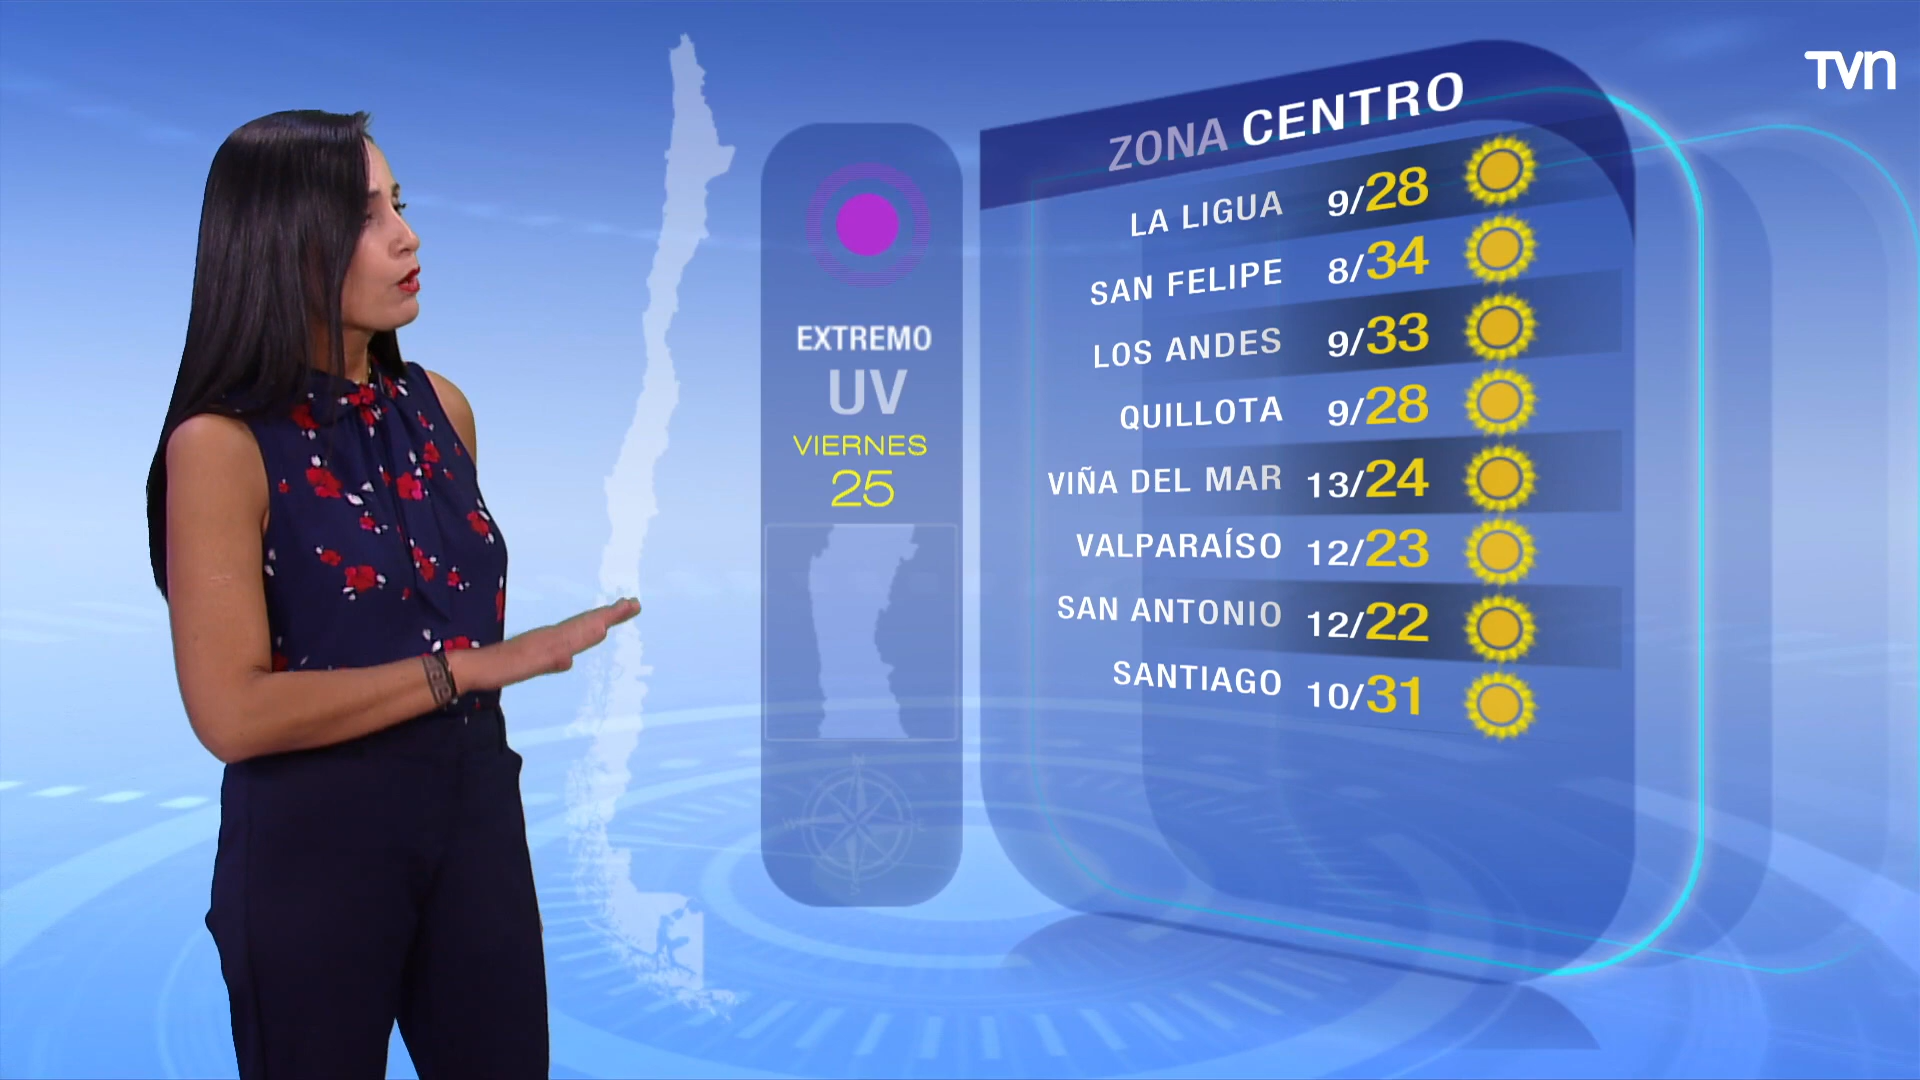 TVN
ZONA CENTRO
EXTREMO
UV
VIERNES
25
LA LIGUA 9/28
SAN FELIPE 8/34
LOS ANDES 9/33
QUILLOTA 9/28
VIÑA DEL MAR 13/24
VALPARAÍSO 12/23
SAN ANTONIO 12/22
SANTIAGO 10/31
N
W E
S